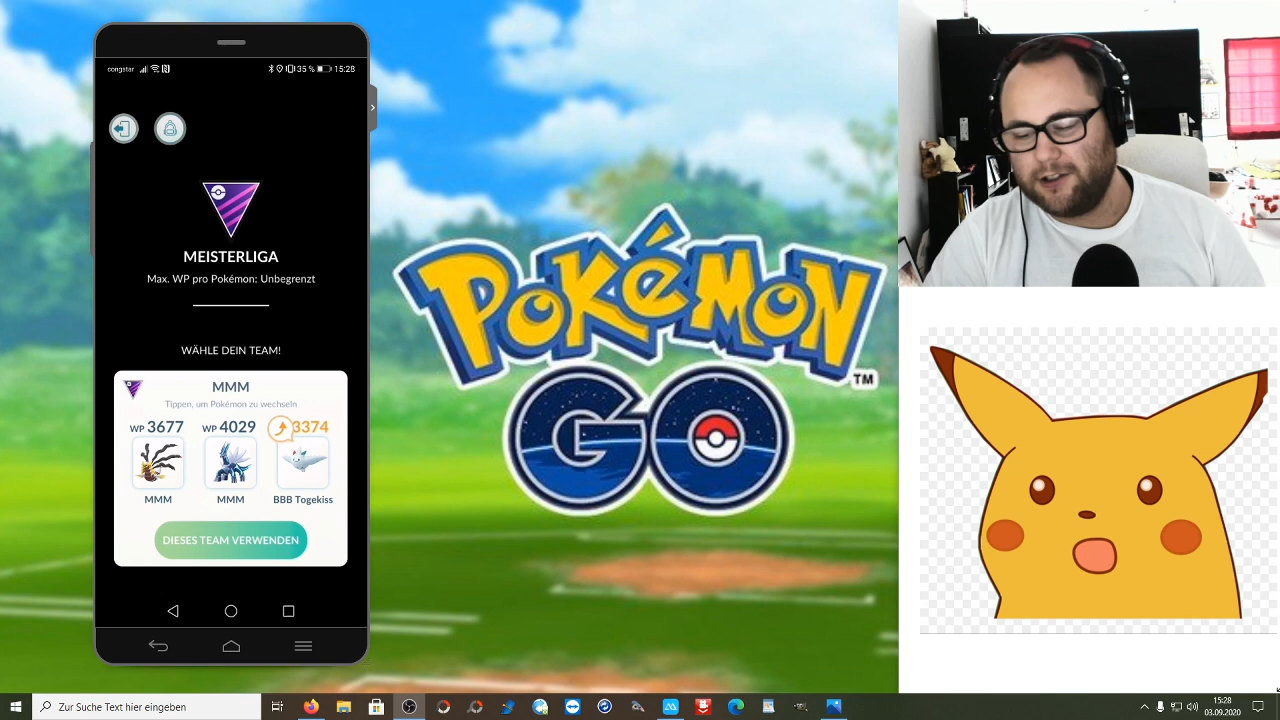 congstar
35 %
15:28
MEISTERLIGA
Max. WP pro Pokémon: Unbegrenzt
WÄHLE DEIN TEAM!
MMM
Tippen, um Pokémon zu wechseln
WP 3677
WP 4029
3374
MMM
MMM
BBB Togekiss
DIESES TEAM VERWENDEN
POKÉMON
TM
GO
Zur Suche Text hier eingeben
15:28
03.09.2020